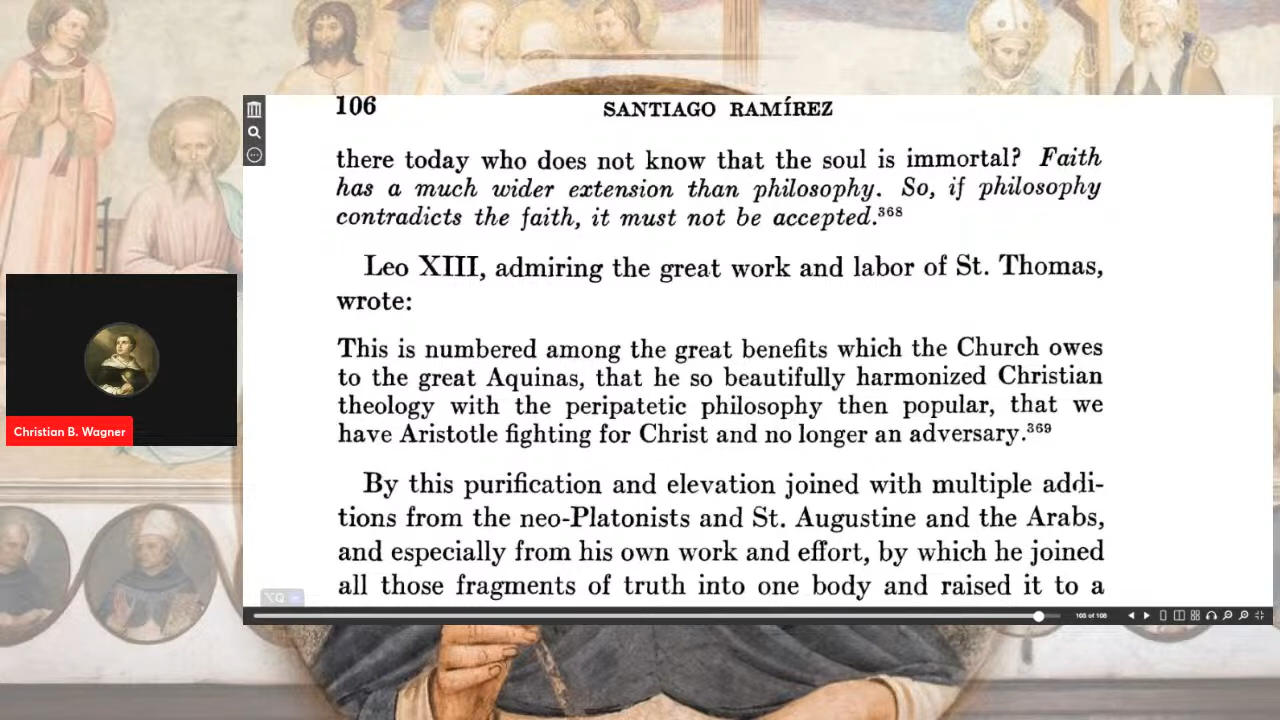 106 SANTIAGO RAMÍREZ
there today who does not know that the soul is immortal? Faith
has a much wider extension than philosophy. So, if philosophy
contradicts the faith, it must not be accepted.³⁶⁸
Leo XIII, admiring the great work and labor of St. Thomas,
wrote:
This is numbered among the great benefits which the Church owes
to the great Aquinas, that he so beautifully harmonized Christian
theology with the peripatetic philosophy then popular, that we
have Aristotle fighting for Christ and no longer an adversary.³⁶⁹
By this purification and elevation joined with multiple addi-
tions from the neo-Platonists and St. Augustine and the Arabs,
and especially from his own work and effort, by which he joined
all those fragments of truth into one body and raised it to a
Christian B. Wagner